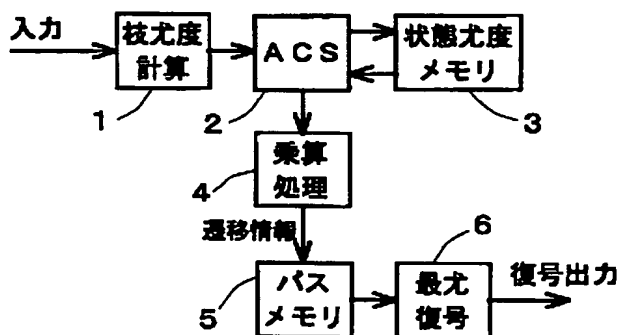 入力
枝尤度
計算
1
ACS
2
状態尤度
メモリ
3
乗算
処理
4
遷移情報
パス
メモリ
5
最尤
復号
6
復号出力